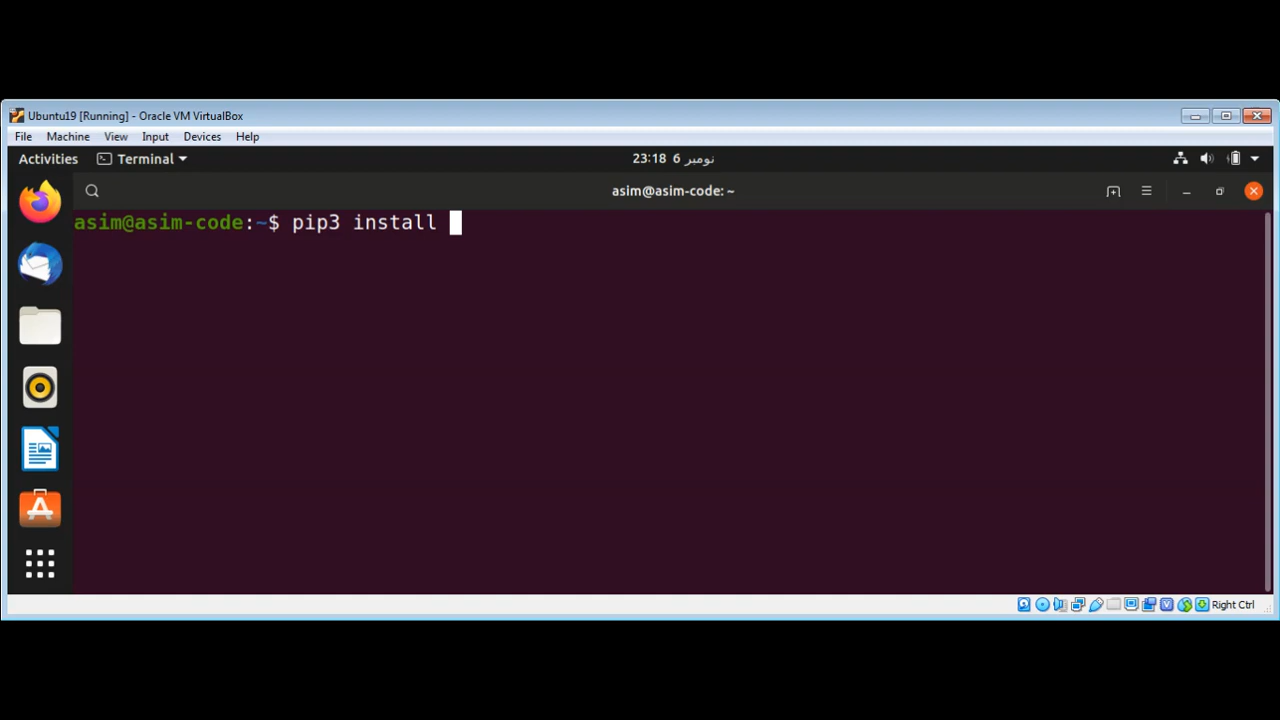 Ubuntu19 [Running] - Oracle VM VirtualBox
File Machine View Input Devices Help
Activities Terminal 23:18 نومبر 6
asim@asim-code: ~
asim@asim-code:~$ pip3 install
Right Ctrl